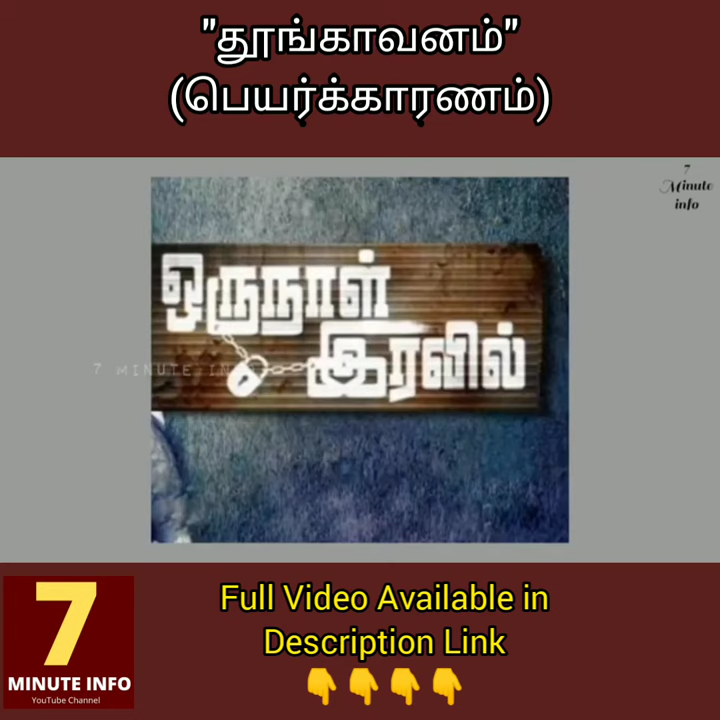 "தூங்காவனம்"
(பெயர்க்காரணம்)
7
Minute
info
ஒருநாள்
இரவில்
7 MINUTE IN
7
MINUTE INFO
YouTube Channel
Full Video Available in
Description Link
👇👇👇👇